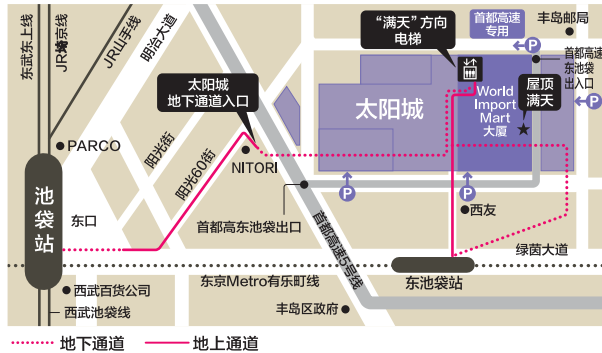 东武东上线
JR埼京线
JR山手线
明治大道
“满天”方向
电梯
首都高速
专用
丰岛邮局
P
首都高速
东池袋
出入口
太阳城
地下通道入口
太阳城
World
Import
Mart
大厦
屋顶
满天
P
PARCO
阳光街
阳光60街
NITORI
池袋站
东口
首都高东池袋出口
首都高速5号线
P
P
西友
绿茵大道
东京Metro有乐町线
东池袋站
西武百货公司
西武池袋线
丰岛区政府
地下通道
地上通道